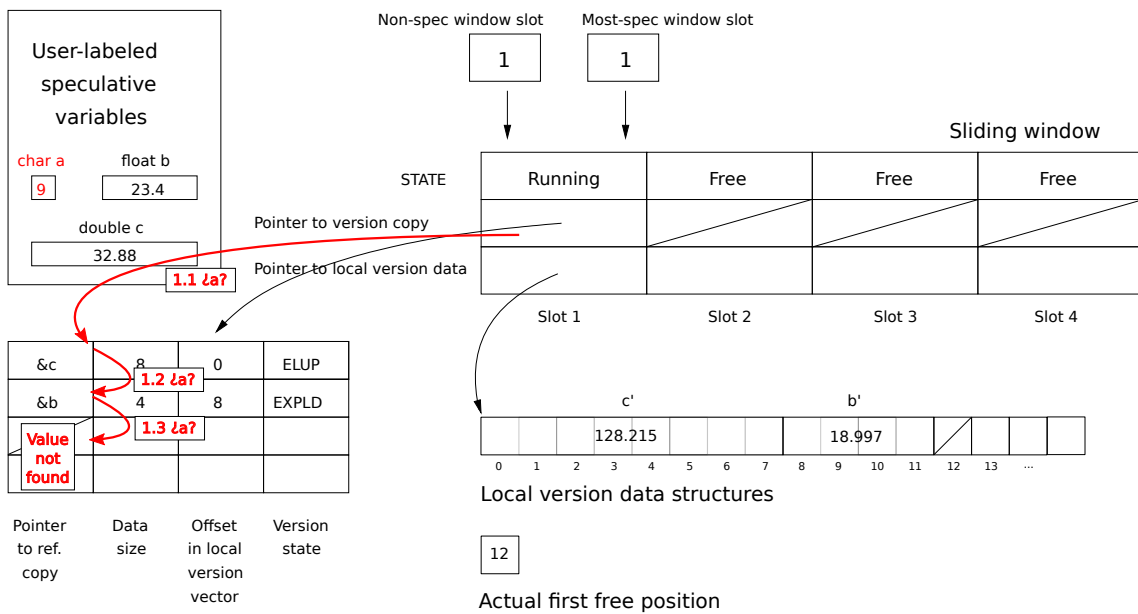 Non-spec window slot
Most-spec window slot
1
1
User-labeled
speculative
variables
char a
float b
9
23.4
double c
32.88
1.1 ¿a?
Sliding window
STATE
Running
Free
Free
Free
Pointer to version copy
Pointer to local version data
Slot 1
Slot 2
Slot 3
Slot 4
&c
8
0
ELUP
1.2 ¿a?
&b
4
8
EXPLD
1.3 ¿a?
Value
not
found
Pointer
to ref.
copy
Data
size
Offset
in local
version
vector
Version
state
c'
b'
128.215
18.997
0 1 2 3 4 5 6 7 8 9 10 11 12 13 ...
Local version data structures
12
Actual first free position